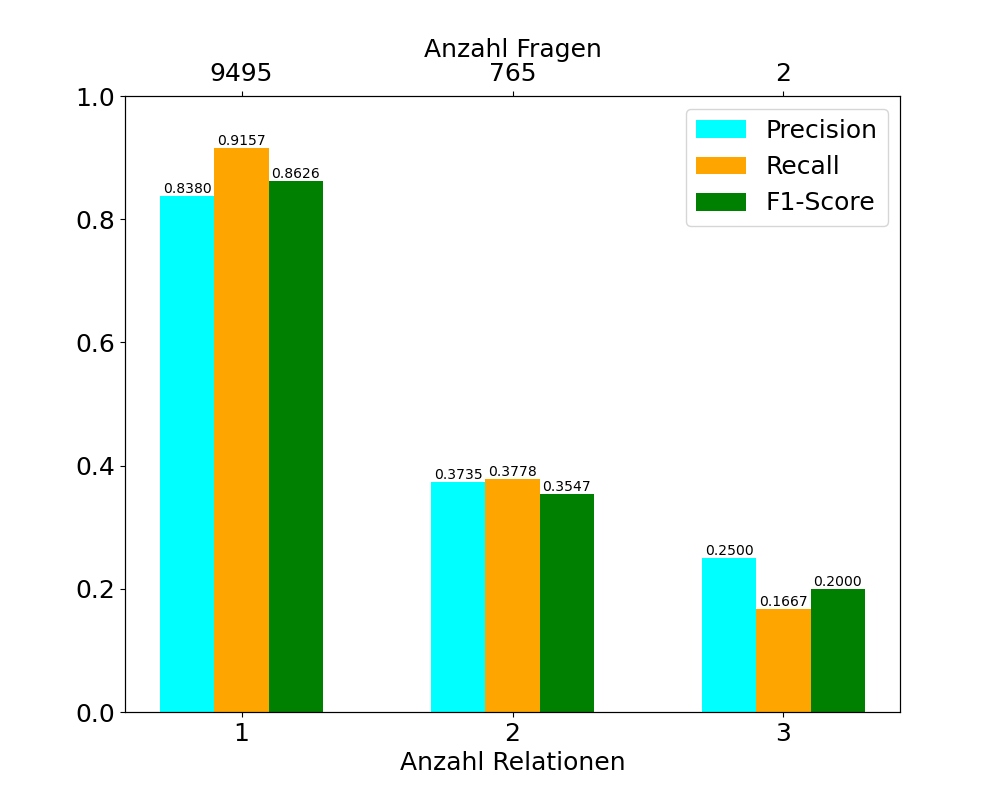 Anzahl Fragen
9495 765 2
1.0
0.8
0.6
0.4
0.2
0.0
Precision
Recall
F1-Score
0.8380 0.9157 0.8626
0.3735 0.3778 0.3547
0.2500 0.1667 0.2000
1 2 3
Anzahl Relationen